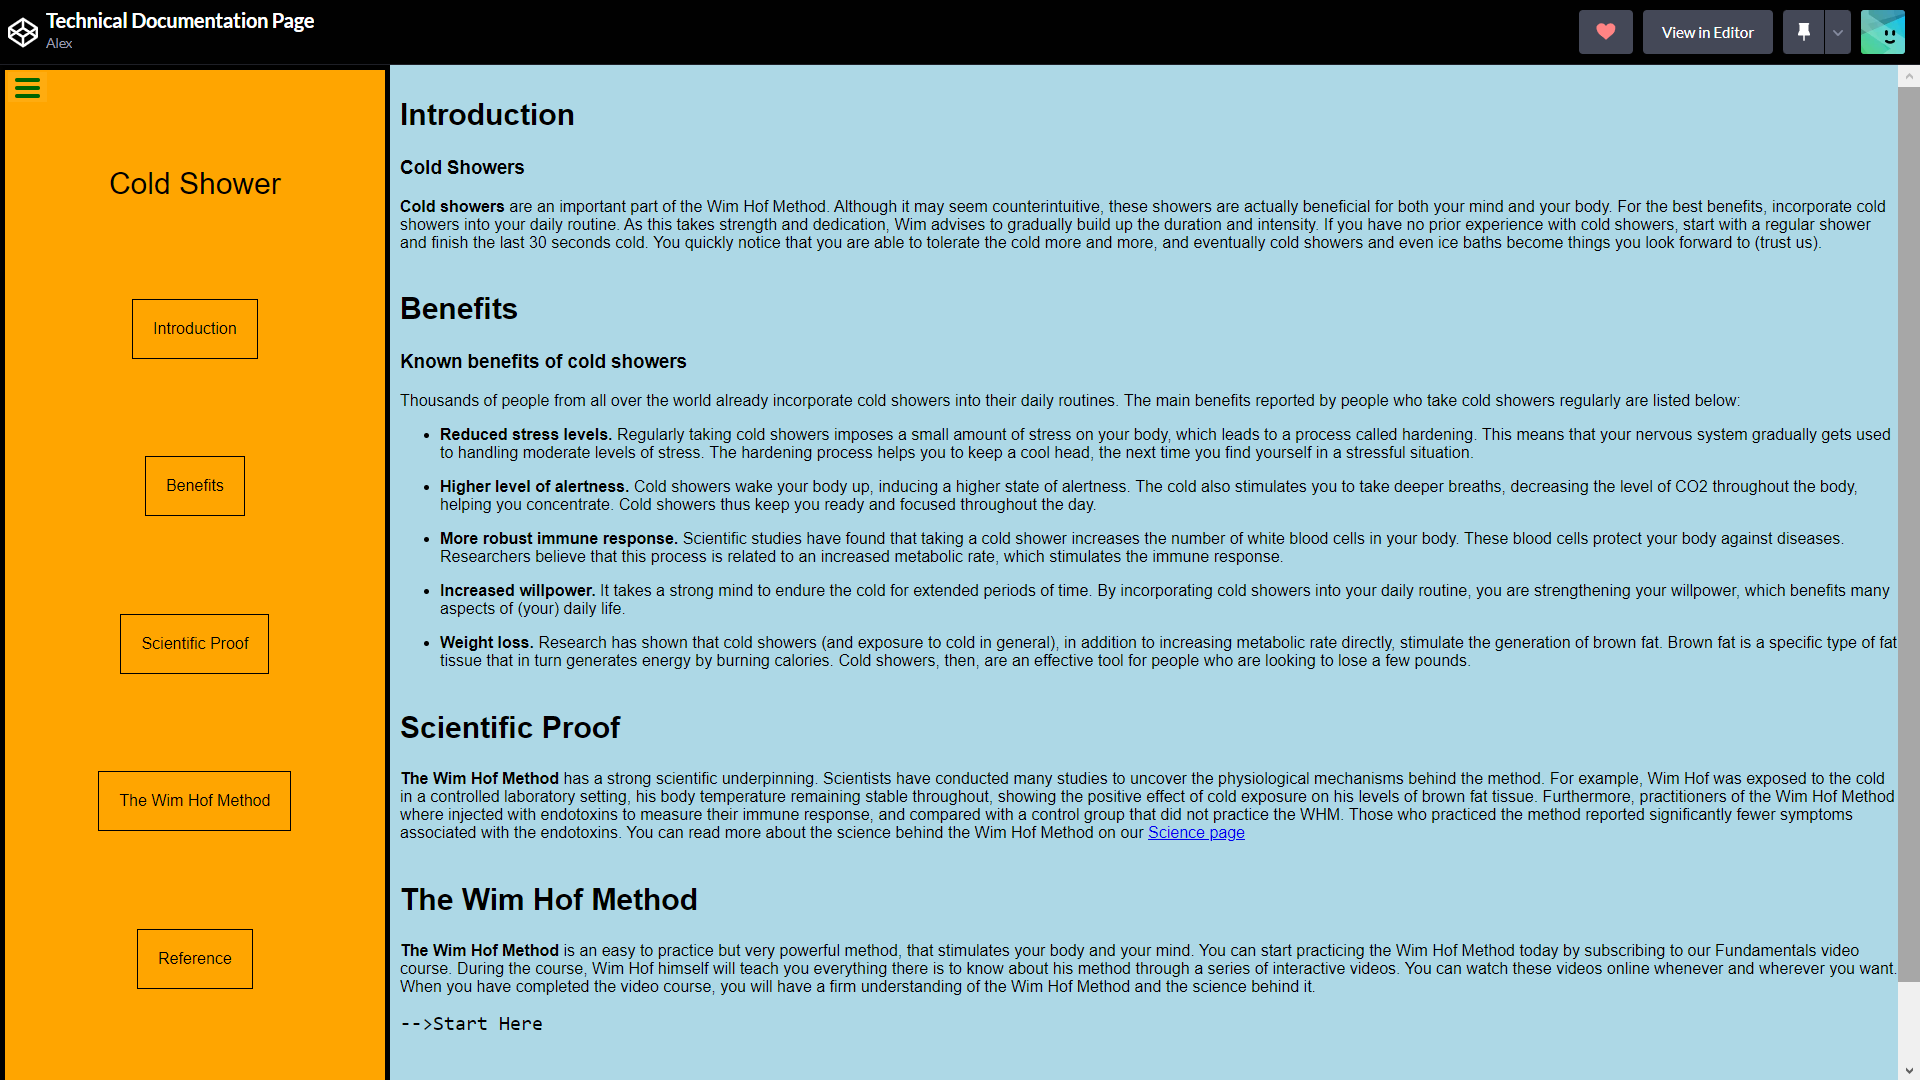 Technical Documentation Page
Alex
View in Editor
Cold Shower
Introduction
Benefits
Scientific Proof
The Wim Hof Method
Reference
Introduction
Cold Showers
Cold showers are an important part of the Wim Hof Method. Although it may seem counterintuitive, these showers are actually beneficial for both your mind and your body. For the best benefits, incorporate cold
showers into your daily routine. As this takes strength and dedication, Wim advises to gradually build up the duration and intensity. If you have no prior experience with cold showers, start with a regular shower
and finish the last 30 seconds cold. You quickly notice that you are able to tolerate the cold more and more, and eventually cold showers and even ice baths become things you look forward to (trust us).
Benefits
Known benefits of cold showers
Thousands of people from all over the world already incorporate cold showers into their daily routines. The main benefits reported by people who take cold showers regularly are listed below:
• Reduced stress levels. Regularly taking cold showers imposes a small amount of stress on your body, which leads to a process called hardening. This means that your nervous system gradually gets used
to handling moderate levels of stress. The hardening process helps you to keep a cool head, the next time you find yourself in a stressful situation.
• Higher level of alertness. Cold showers wake your body up, inducing a higher state of alertness. The cold also stimulates you to take deeper breaths, decreasing the level of CO2 throughout the body,
helping you concentrate. Cold showers thus keep you ready and focused throughout the day.
• More robust immune response. Scientific studies have found that taking a cold shower increases the number of white blood cells in your body. These blood cells protect your body against diseases.
Researchers believe that this process is related to an increased metabolic rate, which stimulates the immune response.
• Increased willpower. It takes a strong mind to endure the cold for extended periods of time. By incorporating cold showers into your daily routine, you are strengthening your willpower, which benefits many
aspects of (your) daily life.
• Weight loss. Research has shown that cold showers (and exposure to cold in general), in addition to increasing metabolic rate directly, stimulate the generation of brown fat. Brown fat is a specific type of fat
tissue that in turn generates energy by burning calories. Cold showers, then, are an effective tool for people who are looking to lose a few pounds.
Scientific Proof
The Wim Hof Method has a strong scientific underpinning. Scientists have conducted many studies to uncover the physiological mechanisms behind the method. For example, Wim Hof was exposed to the cold
in a controlled laboratory setting, his body temperature remaining stable throughout, showing the positive effect of cold exposure on his levels of brown fat tissue. Furthermore, practitioners of the Wim Hof Method
where injected with endotoxins to measure their immune response, and compared with a control group that did not practice the WHM. Those who practiced the method reported significantly fewer symptoms
associated with the endotoxins. You can read more about the science behind the Wim Hof Method on our Science page
The Wim Hof Method
The Wim Hof Method is an easy to practice but very powerful method, that stimulates your body and your mind. You can start practicing the Wim Hof Method today by subscribing to our Fundamentals video
course. During the course, Wim Hof himself will teach you everything there is to know about his method through a series of interactive videos. You can watch these videos online whenever and wherever you want.
When you have completed the video course, you will have a firm understanding of the Wim Hof Method and the science behind it.
-->Start Here